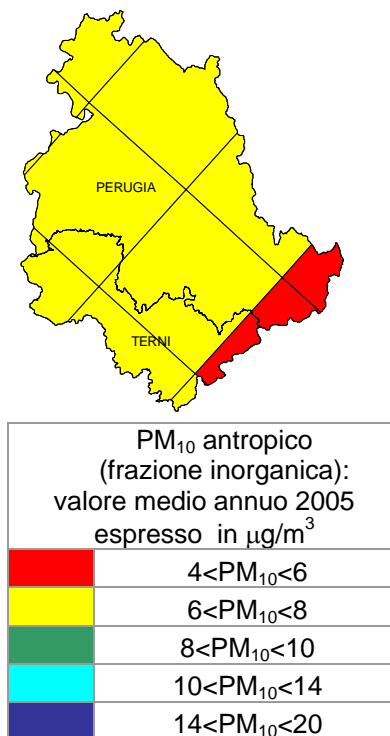 PERUGIA
TERNI
PM₁₀ antropico
(frazione inorganica):
valore medio annuo 2005
espresso in µg/m³
4<PM₁₀<6
6<PM₁₀<8
8<PM₁₀<10
10<PM₁₀<14
14<PM₁₀<20